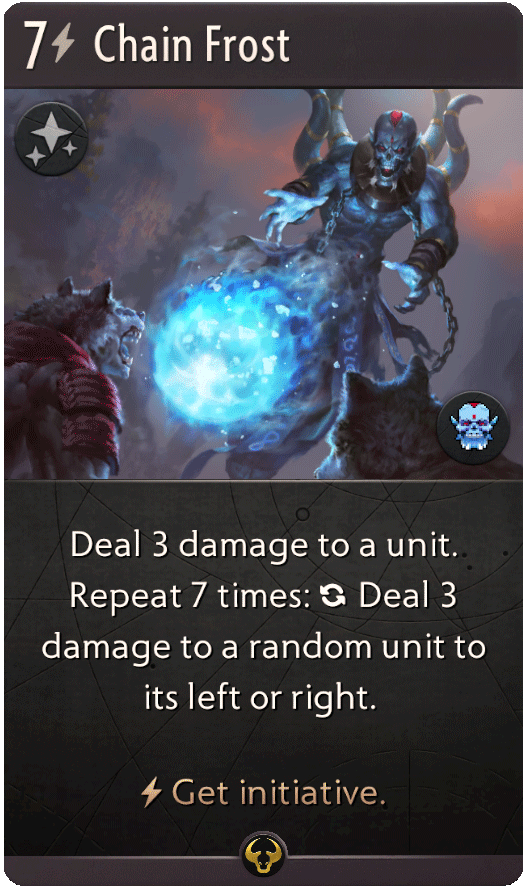 7 Chain Frost
Deal 3 damage to a unit.
Repeat 7 times: Deal 3
damage to a random unit to
its left or right.
Get initiative.